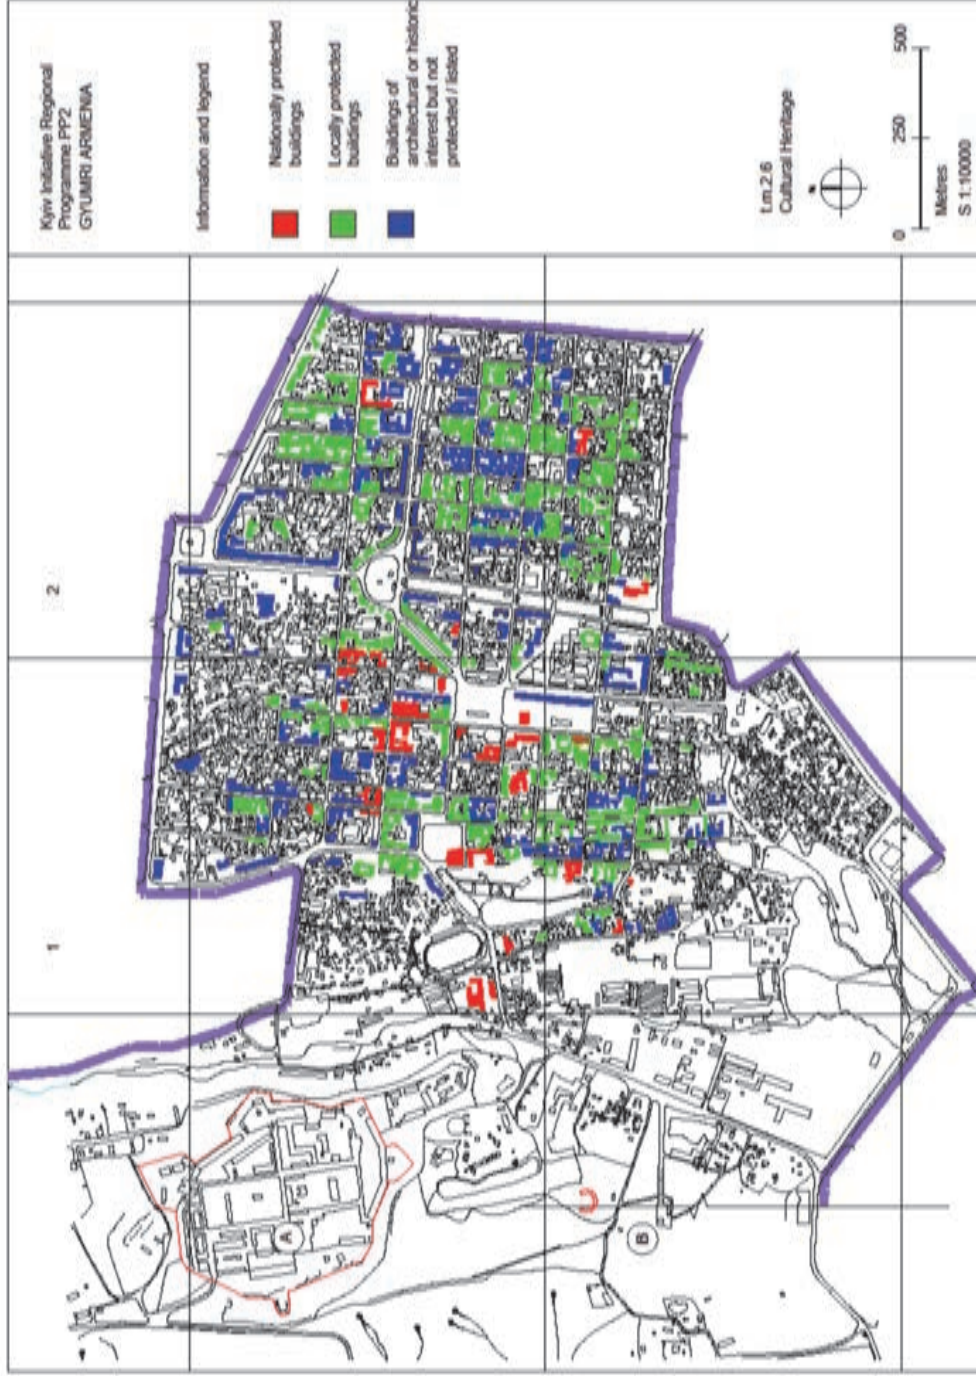 Kyiv Initiative Regional
Programme PP2
GYUMRI ARMENIA
Information and legend
Nationally protected
buildings
Locally protected
buildings
Buildings of
architectural or historic
interest but not
protected / listed
t.m.2.6
Cultural Heritage
N
0 250 500
Metres
S 1:10000
1
2
A
B